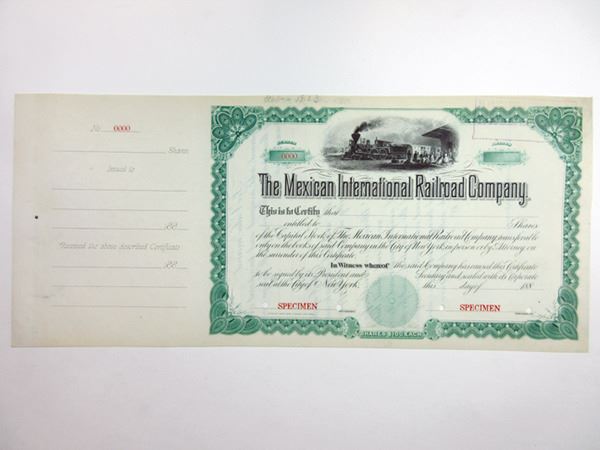 No. 0000
Shares
Issued to
188
Received the above described Certificate
188
SHARES
0000
The Mexican International Railroad Company.
This is to Certify that
entitled to Shares
of the Capital Stock of The Mexican International Railroad Company, transferable
only on the books of said Company in the City of New York, in person or by Attorney on
the surrender of this Certificate.
In Witness whereof the said Company has caused this Certificate
to be signed by its President and Secretary and sealed with its Corporate
seal at the City of New York. this day of 188
SPECIMEN
SPECIMEN
SHARES $100 EACH